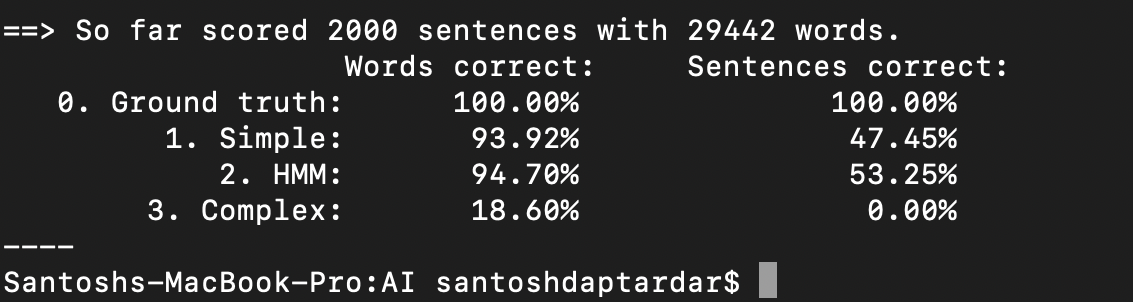 ==> So far scored 2000 sentences with 29442 words.
Words correct: Sentences correct:
0. Ground truth: 100.00% 100.00%
1. Simple: 93.92% 47.45%
2. HMM: 94.70% 53.25%
3. Complex: 18.60% 0.00%
----
Santoshs-MacBook-Pro:AI santoshdaptardar$